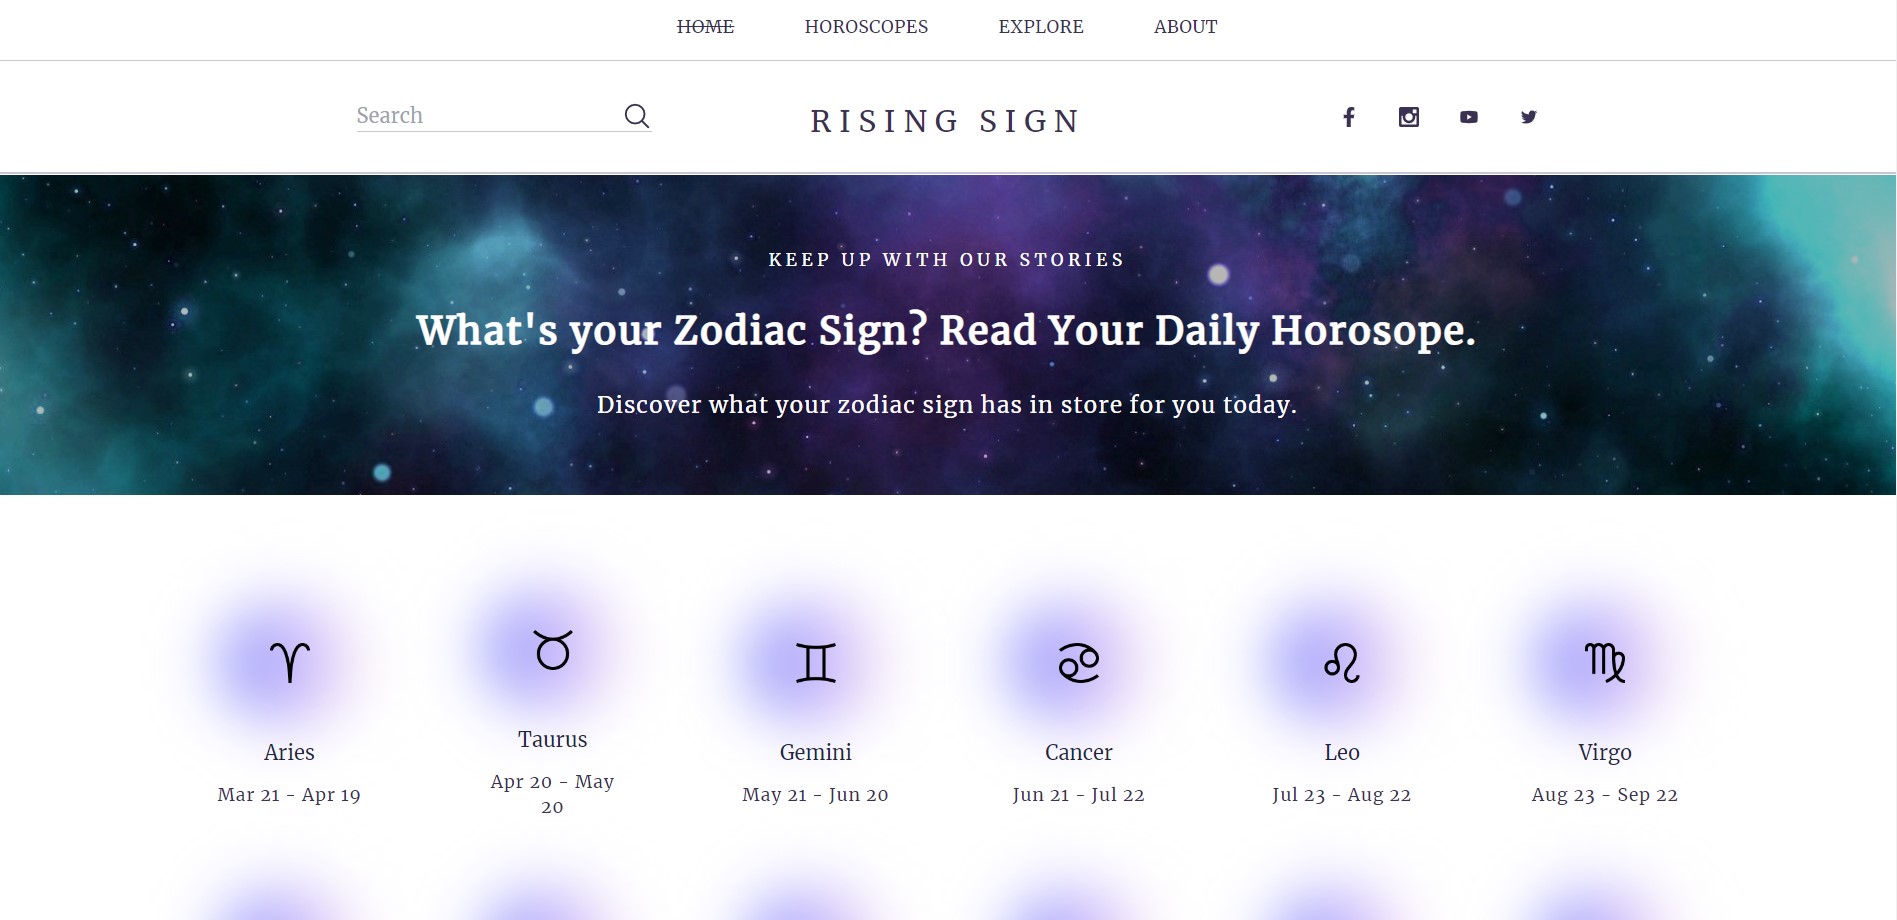 HOME HOROSCOPES EXPLORE ABOUT
Search
RISING SIGN
KEEP UP WITH OUR STORIES
What's your Zodiac Sign? Read Your Daily Horosope.
Discover what your zodiac sign has in store for you today.
Aries
Mar 21 - Apr 19
Taurus
Apr 20 - May
20
Gemini
May 21 - Jun 20
Cancer
Jun 21 - Jul 22
Leo
Jul 23 - Aug 22
Virgo
Aug 23 - Sep 22